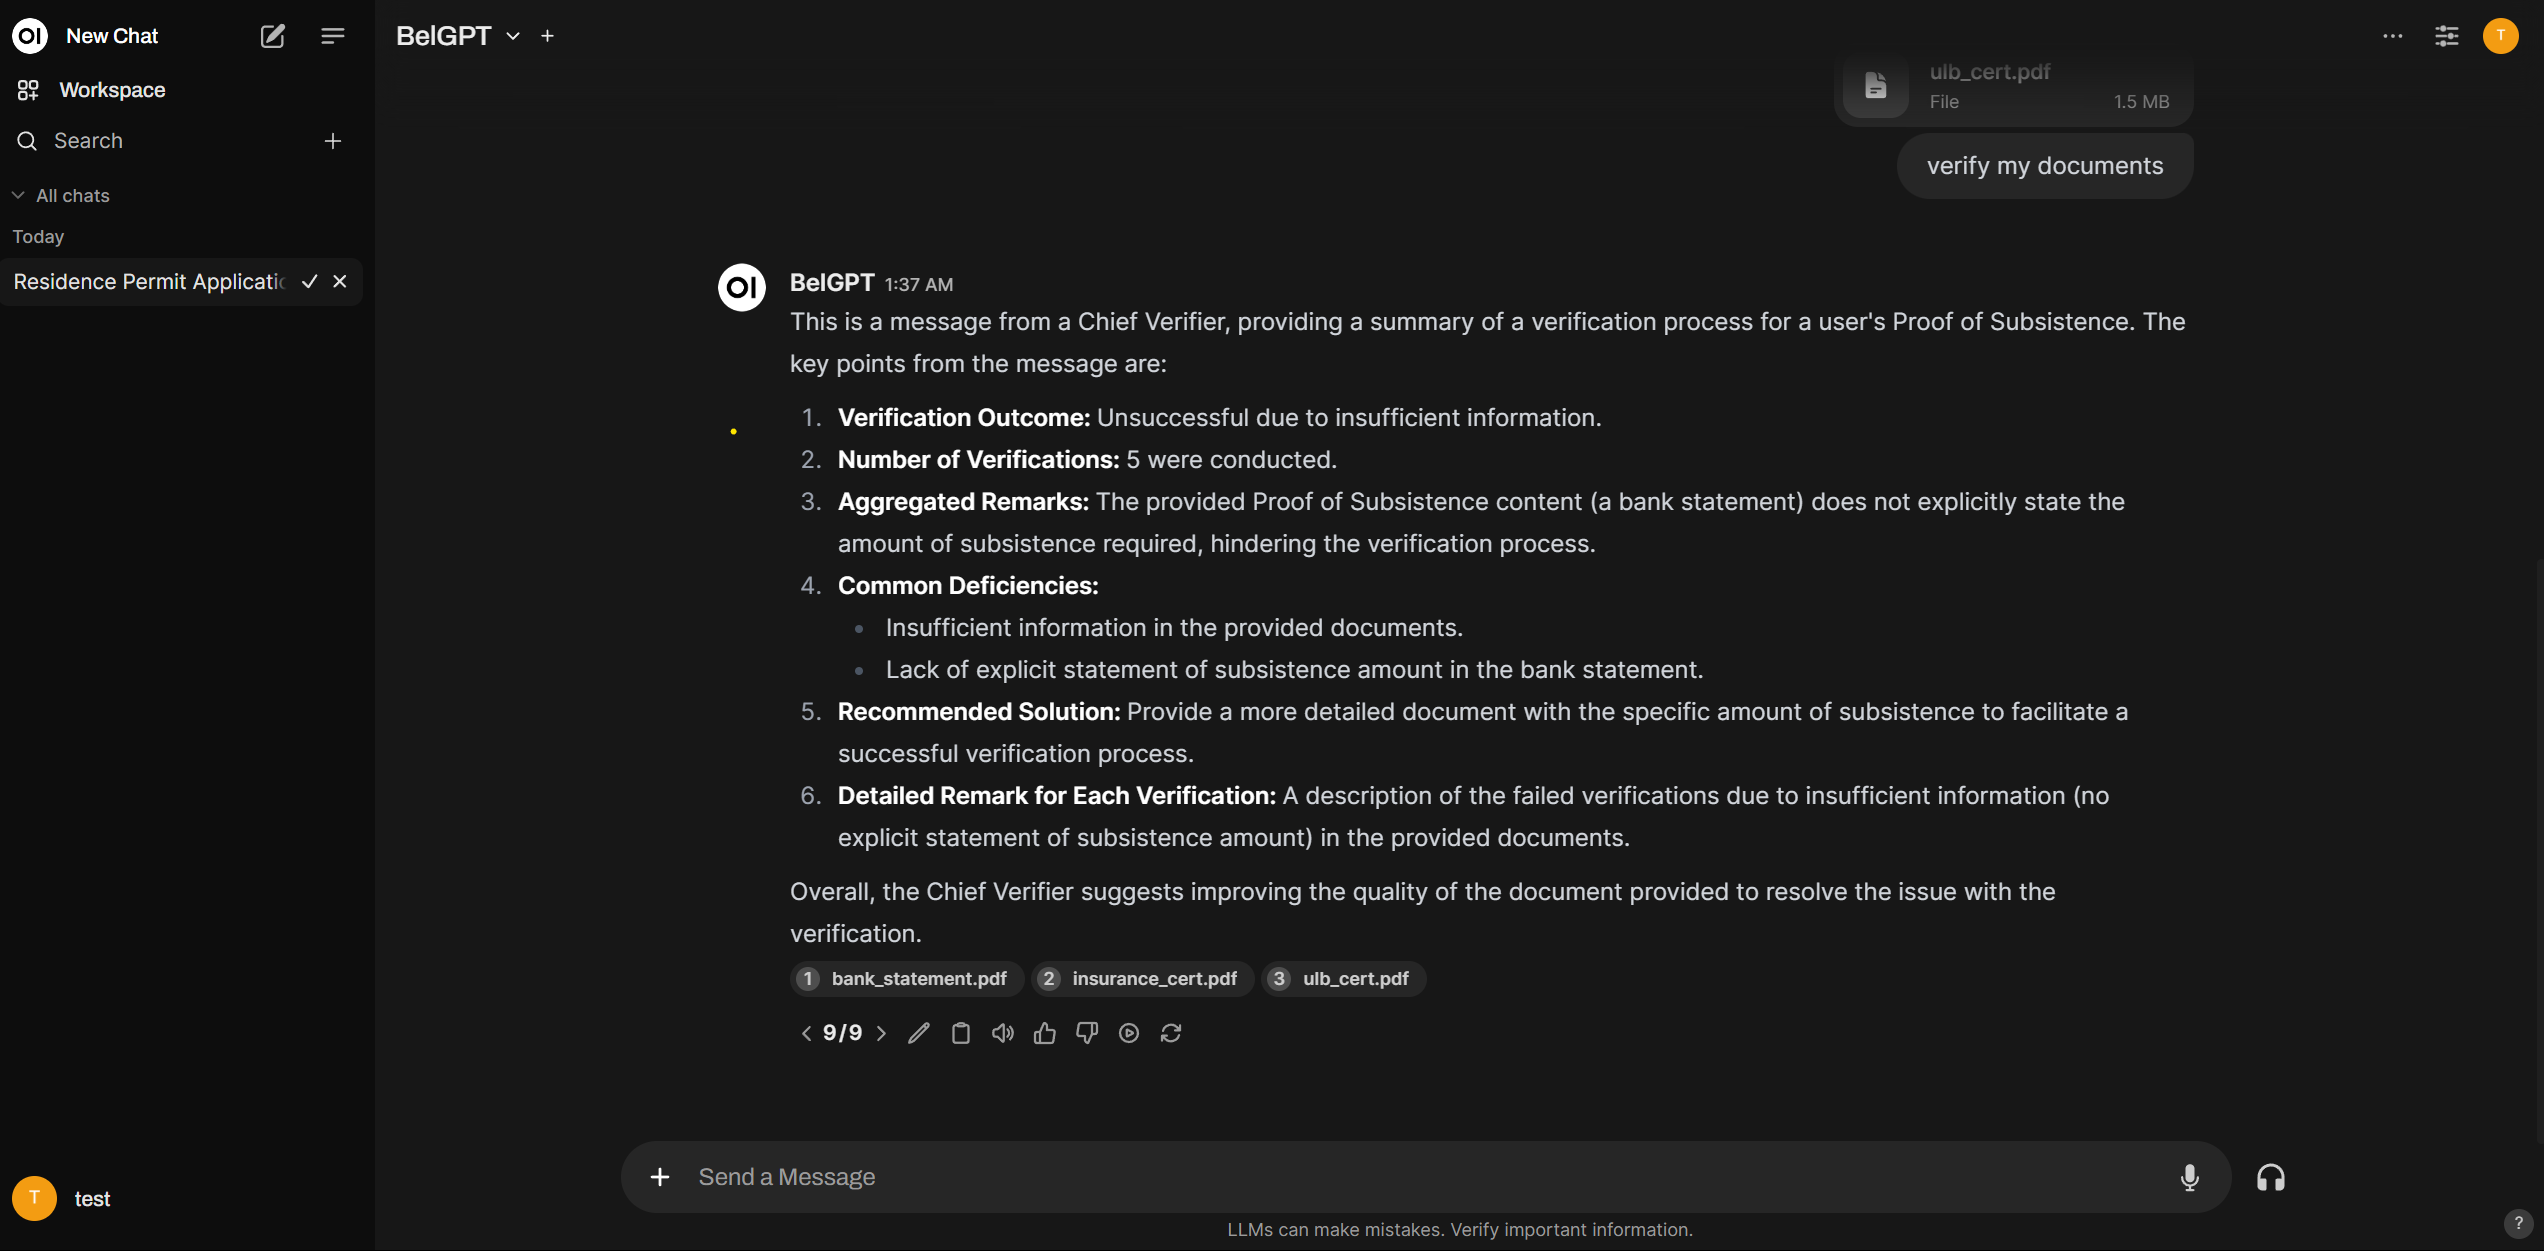 OI New Chat
Workspace
Search
All chats
Today
Residence Permit Applicatic
T test
BelGPT
T
ulb_cert.pdf
File 1.5 MB
verify my documents
OI BelGPT 1:37 AM
This is a message from a Chief Verifier, providing a summary of a verification process for a user's Proof of Subsistence. The
key points from the message are:
1. Verification Outcome: Unsuccessful due to insufficient information.
2. Number of Verifications: 5 were conducted.
3. Aggregated Remarks: The provided Proof of Subsistence content (a bank statement) does not explicitly state the
amount of subsistence required, hindering the verification process.
4. Common Deficiencies:
• Insufficient information in the provided documents.
• Lack of explicit statement of subsistence amount in the bank statement.
5. Recommended Solution: Provide a more detailed document with the specific amount of subsistence to facilitate a
successful verification process.
6. Detailed Remark for Each Verification: A description of the failed verifications due to insufficient information (no
explicit statement of subsistence amount) in the provided documents.
Overall, the Chief Verifier suggests improving the quality of the document provided to resolve the issue with the
verification.
1 bank_statement.pdf 2 insurance_cert.pdf 3 ulb_cert.pdf
9/9
Send a Message
LLMs can make mistakes. Verify important information.
?